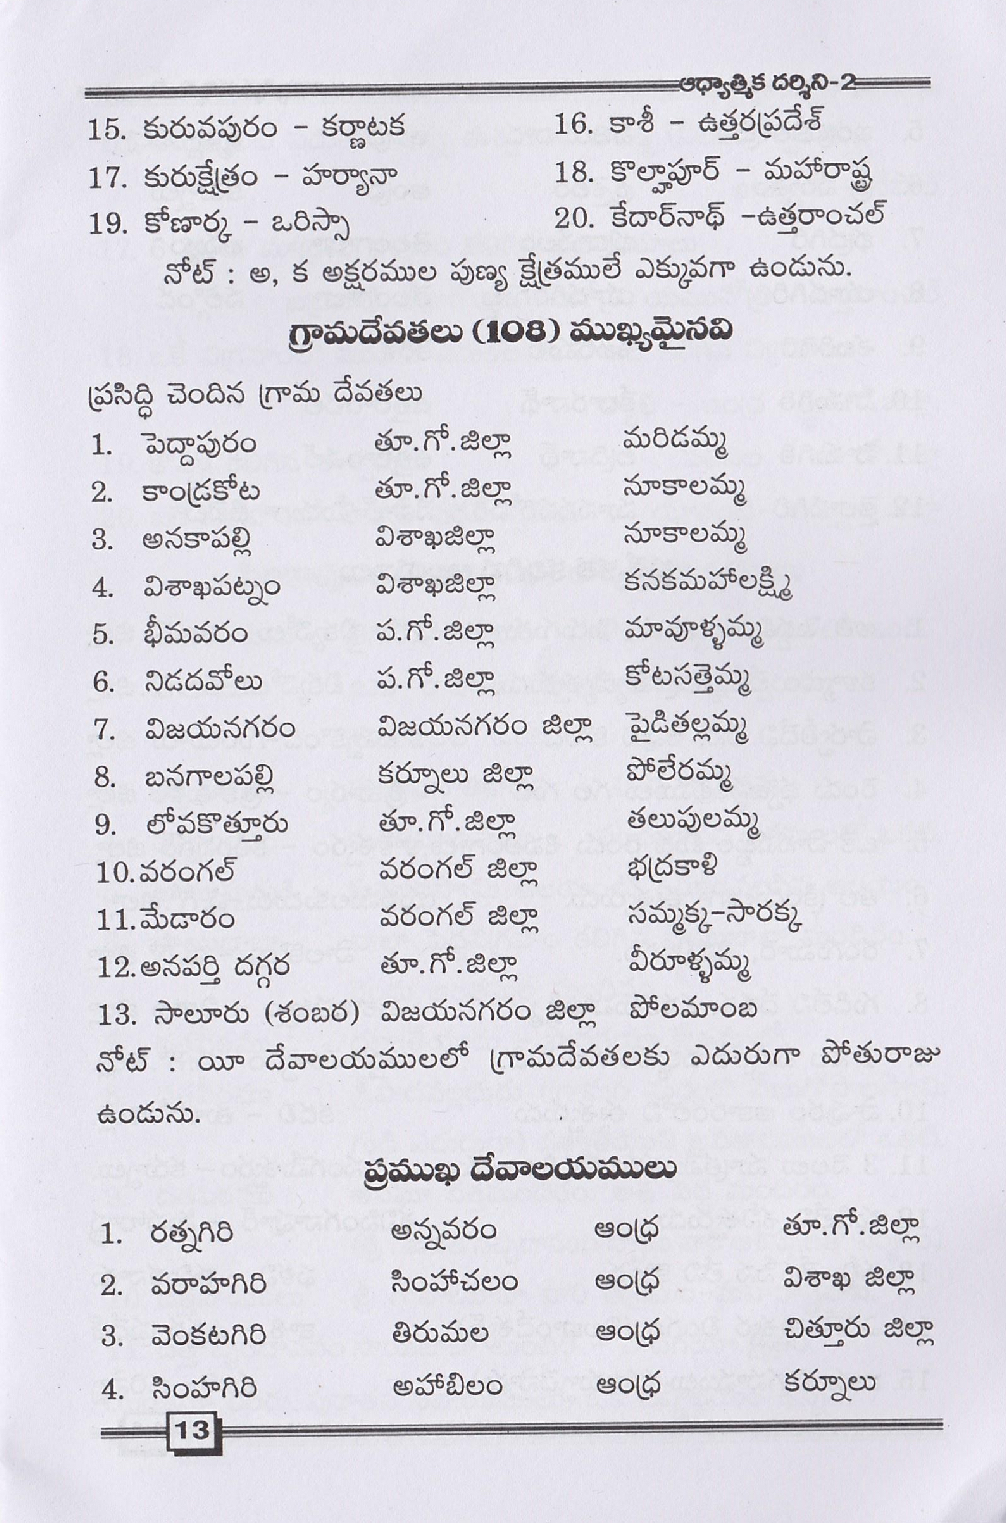 ఆధ్యాత్మిక దర్శిని-2
15. కురువపురం - కర్ణాటక 16. కాశీ - ఉత్తరప్రదేశ్
17. కురుక్షేత్రం - హర్యానా 18. కొల్హాపూర్ - మహారాష్ట్ర
19. కోణార్క - ఒరిస్సా 20. కేదార్‌నాథ్ -ఉత్తరాంచల్
నోట్ : అ, క అక్షరముల పుణ్య క్షేత్రములే ఎక్కువగా ఉండును.
గ్రామదేవతలు (108) ముఖ్యమైనవి
ప్రసిద్ధి చెందిన గ్రామ దేవతలు
1. పెద్దాపురం తూ.గో.జిల్లా మరిడమ్మ
2. కాండ్రకోట తూ.గో.జిల్లా నూకాలమ్మ
3. అనకాపల్లి విశాఖజిల్లా నూకాలమ్మ
4. విశాఖపట్నం విశాఖజిల్లా కనకమహాలక్ష్మి
5. భీమవరం ప.గో.జిల్లా మావూళ్ళమ్మ
6. నిడదవోలు ప.గో.జిల్లా కోటసత్తెమ్మ
7. విజయనగరం విజయనగరం జిల్లా పైడితల్లమ్మ
8. బనగాలపల్లి కర్నూలు జిల్లా పోలేరమ్మ
9. లోవకొత్తూరు తూ.గో.జిల్లా తలుపులమ్మ
10.వరంగల్ వరంగల్ జిల్లా భద్రకాళి
11.మేడారం వరంగల్ జిల్లా సమ్మక్క-సారక్క
12.అనపర్తి దగ్గర తూ.గో.జిల్లా వీరూళ్ళమ్మ
13. సాలూరు (శంబర) విజయనగరం జిల్లా పోలమాంబ
నోట్ : యీ దేవాలయములలో గ్రామదేవతలకు ఎదురుగా పోతురాజు
ఉండును.
ప్రముఖ దేవాలయములు
1. రత్నగిరి అన్నవరం ఆంధ్ర తూ.గో.జిల్లా
2. వరాహగిరి సింహాచలం ఆంధ్ర విశాఖ జిల్లా
3. వెంకటగిరి తిరుమల ఆంధ్ర చిత్తూరు జిల్లా
4. సింహగిరి అహాబిలం ఆంధ్ర కర్నూలు
13